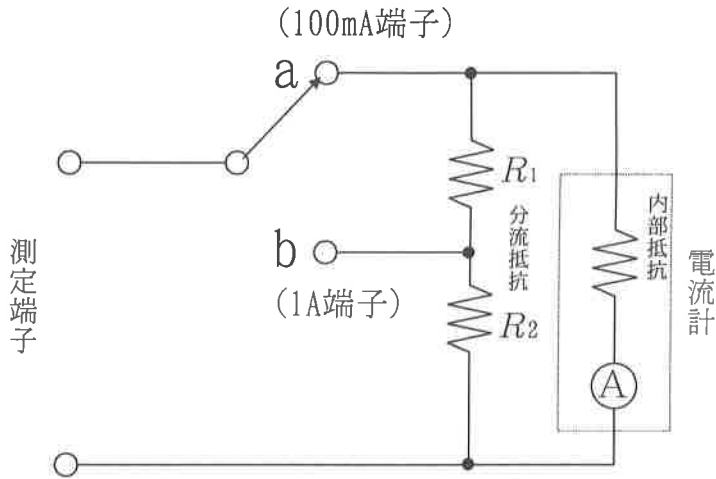 (100mA端子)
a
R1
内部抵抗
分流抵抗
b
(1A端子)
R2
測定端子
電流計
A